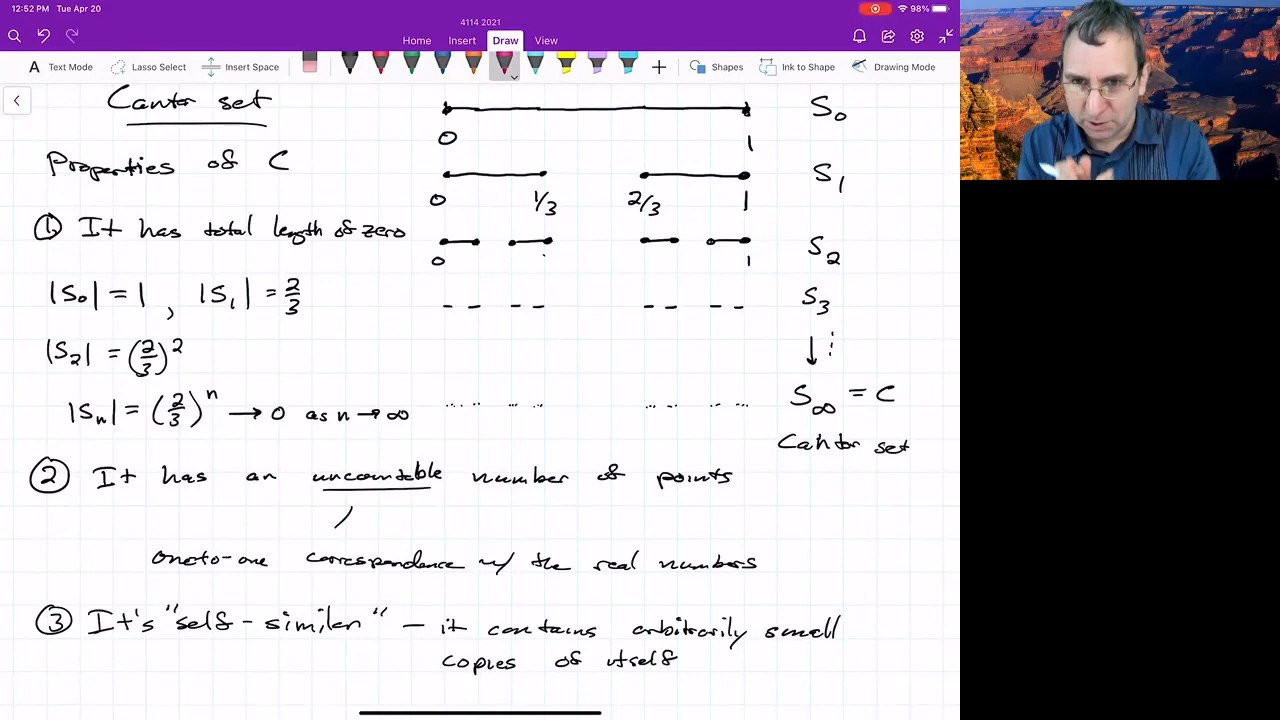 12:52 PM Tue Apr 20
98%
4114 2021
Home Insert Draw View
Text Mode Lasso Select Insert Space Shapes Ink to Shape Drawing Mode
Cantor set
S₀
0 1
Properties of C
S₁
0 1/3 2/3 1
① It has total length of zero
S₂
0 1
|S₀| = 1 , |S₁| = 2/3
S₃
|S₂| = (2/3)²
↓ ⋮
|Sₙ| = (2/3)ⁿ → 0 as n → ∞
S∞ = C
Cantor set
② It has an uncountable number of points
one to-one correspondence w/ the real numbers
③ It's "self-similar" – it contains arbitrarily small
copies of itself